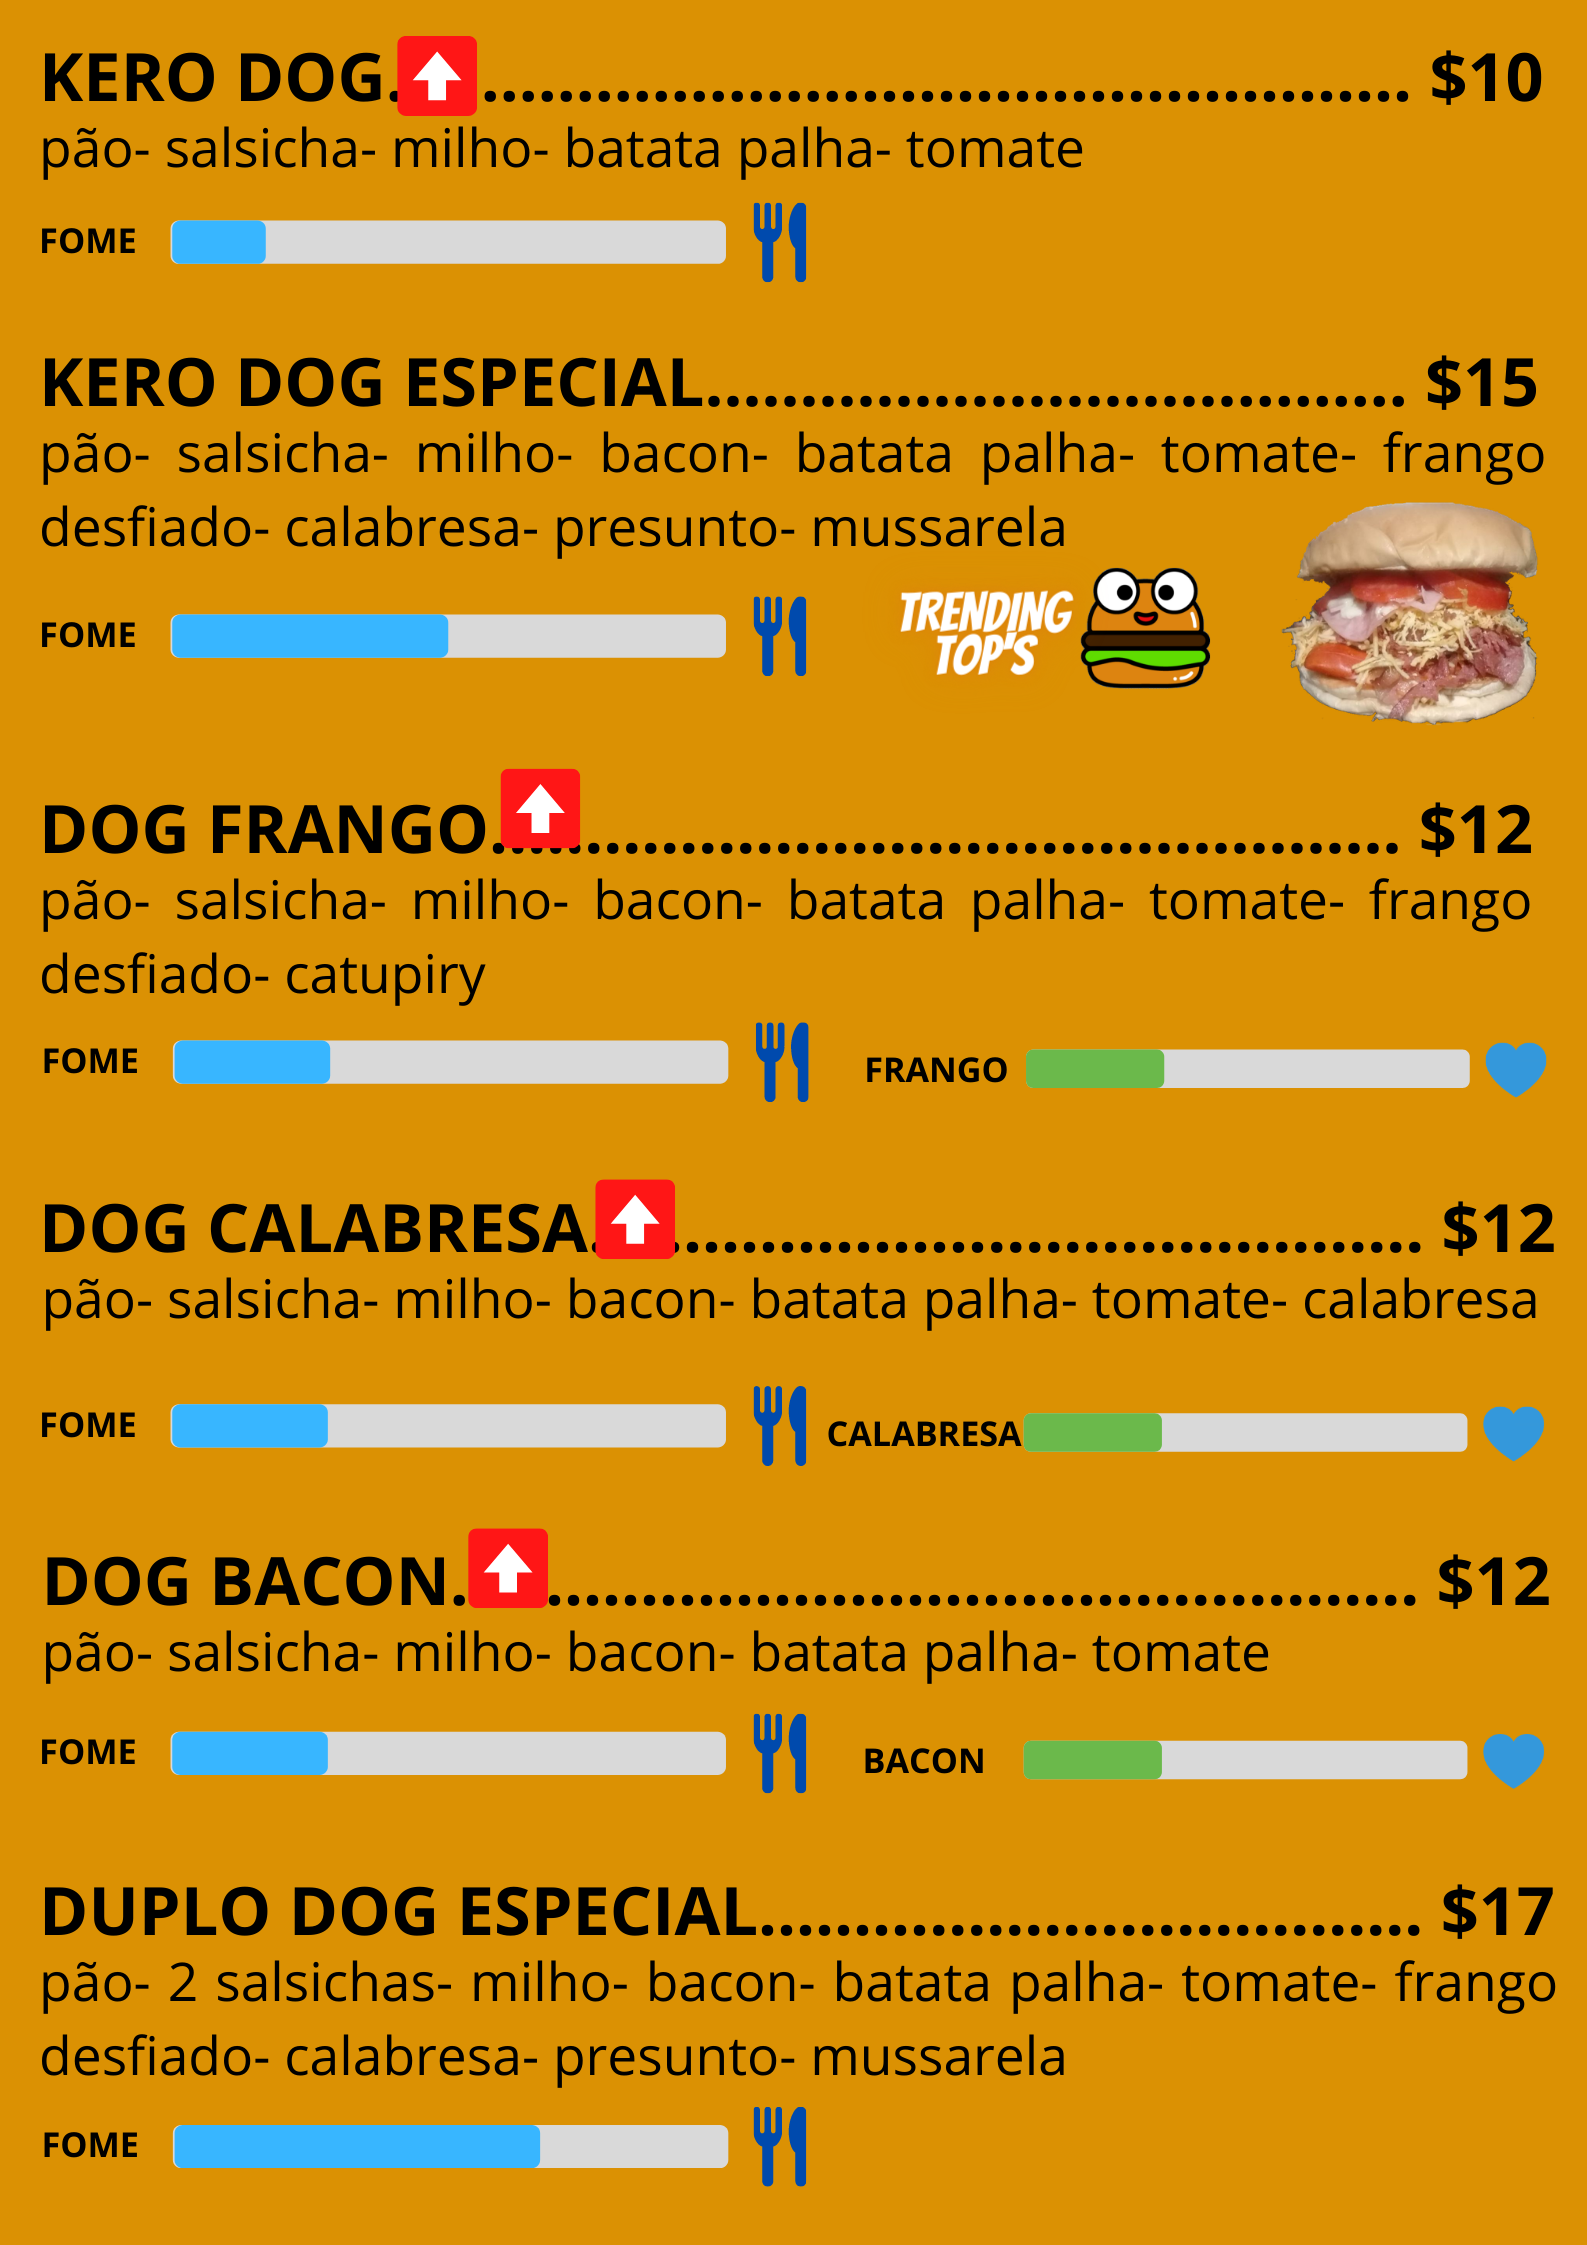 KERO DOG................................................... $10
pão- salsicha- milho- batata palha- tomate
FOME
KERO DOG ESPECIAL..................................... $15
pão- salsicha- milho- bacon- batata palha- tomate- frango
desfiado- calabresa- presunto- mussarela
FOME
TRENDING
TOP'S
DOG FRANGO................................................ $12
pão- salsicha- milho- bacon- batata palha- tomate- frango
desfiado- catupiry
FOME
FRANGO
DOG CALABRESA............................................ $12
pão- salsicha- milho- bacon- batata palha- tomate- calabresa
FOME
CALABRESA
DOG BACON................................................... $12
pão- salsicha- milho- bacon- batata palha- tomate
FOME
BACON
DUPLO DOG ESPECIAL................................... $17
pão- 2 salsichas- milho- bacon- batata palha- tomate- frango
desfiado- calabresa- presunto- mussarela
FOME